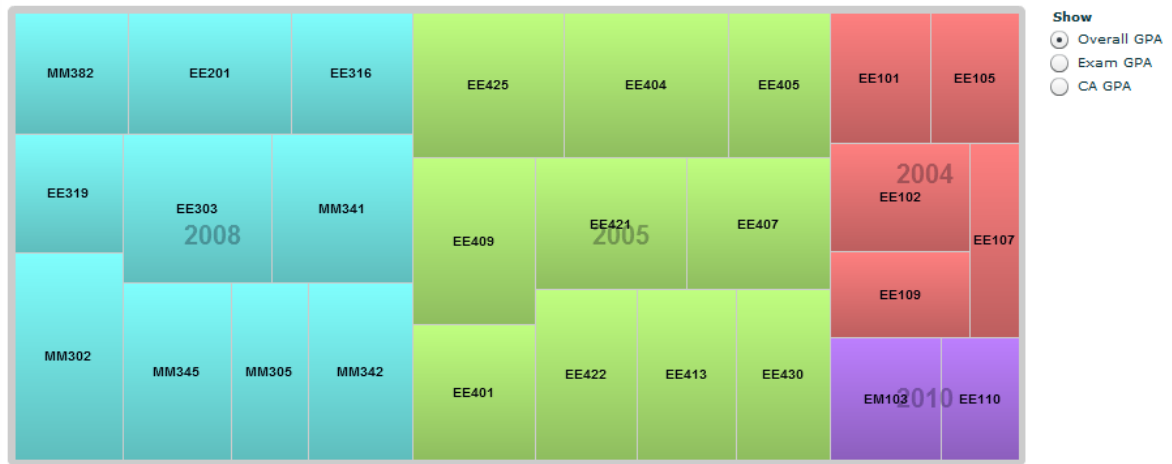 MM382
EE201
EE316
EE319
EE303
MM341
2008
MM302
MM345
MM305
MM342
EE425
EE404
EE405
EE409
EE421
EE407
2005
EE401
EE422
EE413
EE430
EE101
EE105
2004
EE102
EE107
EE109
EM103
2010
EE110
Show
Overall GPA
Exam GPA
CA GPA